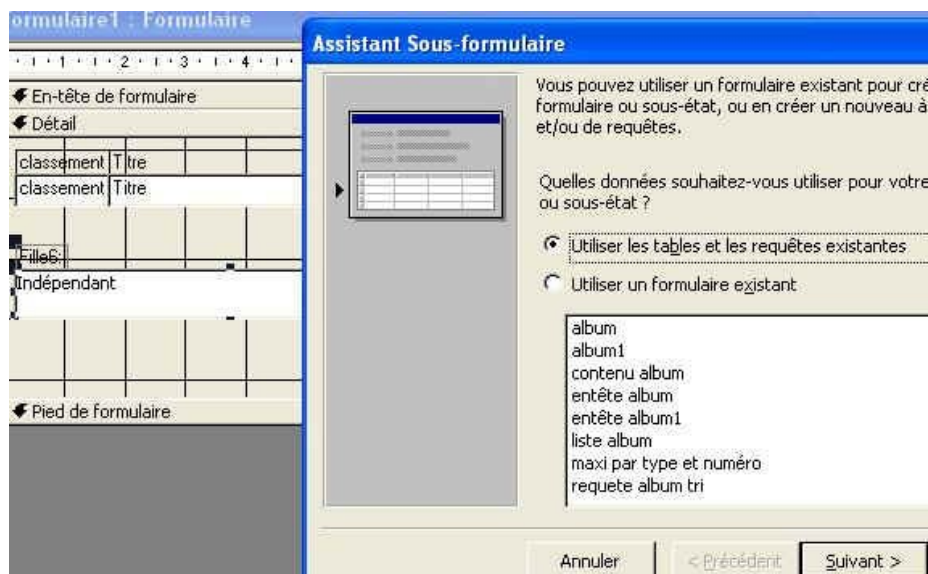 ormulaire1 : Formulaire
1 2 3 4
En-tête de formulaire
Détail
classement Titre
classement Titre
Fille6:
Indépendant
Pied de formulaire
Assistant Sous-formulaire
Vous pouvez utiliser un formulaire existant pour cré
formulaire ou sous-état, ou en créer un nouveau à
et/ou de requêtes.
Quelles données souhaitez-vous utiliser pour votre
ou sous-état ?
Utiliser les tables et les requêtes existantes
Utiliser un formulaire existant
album
album1
contenu album
entête album
entête album1
liste album
maxi par type et numéro
requete album tri
Annuler
< Précédent
Suivant >